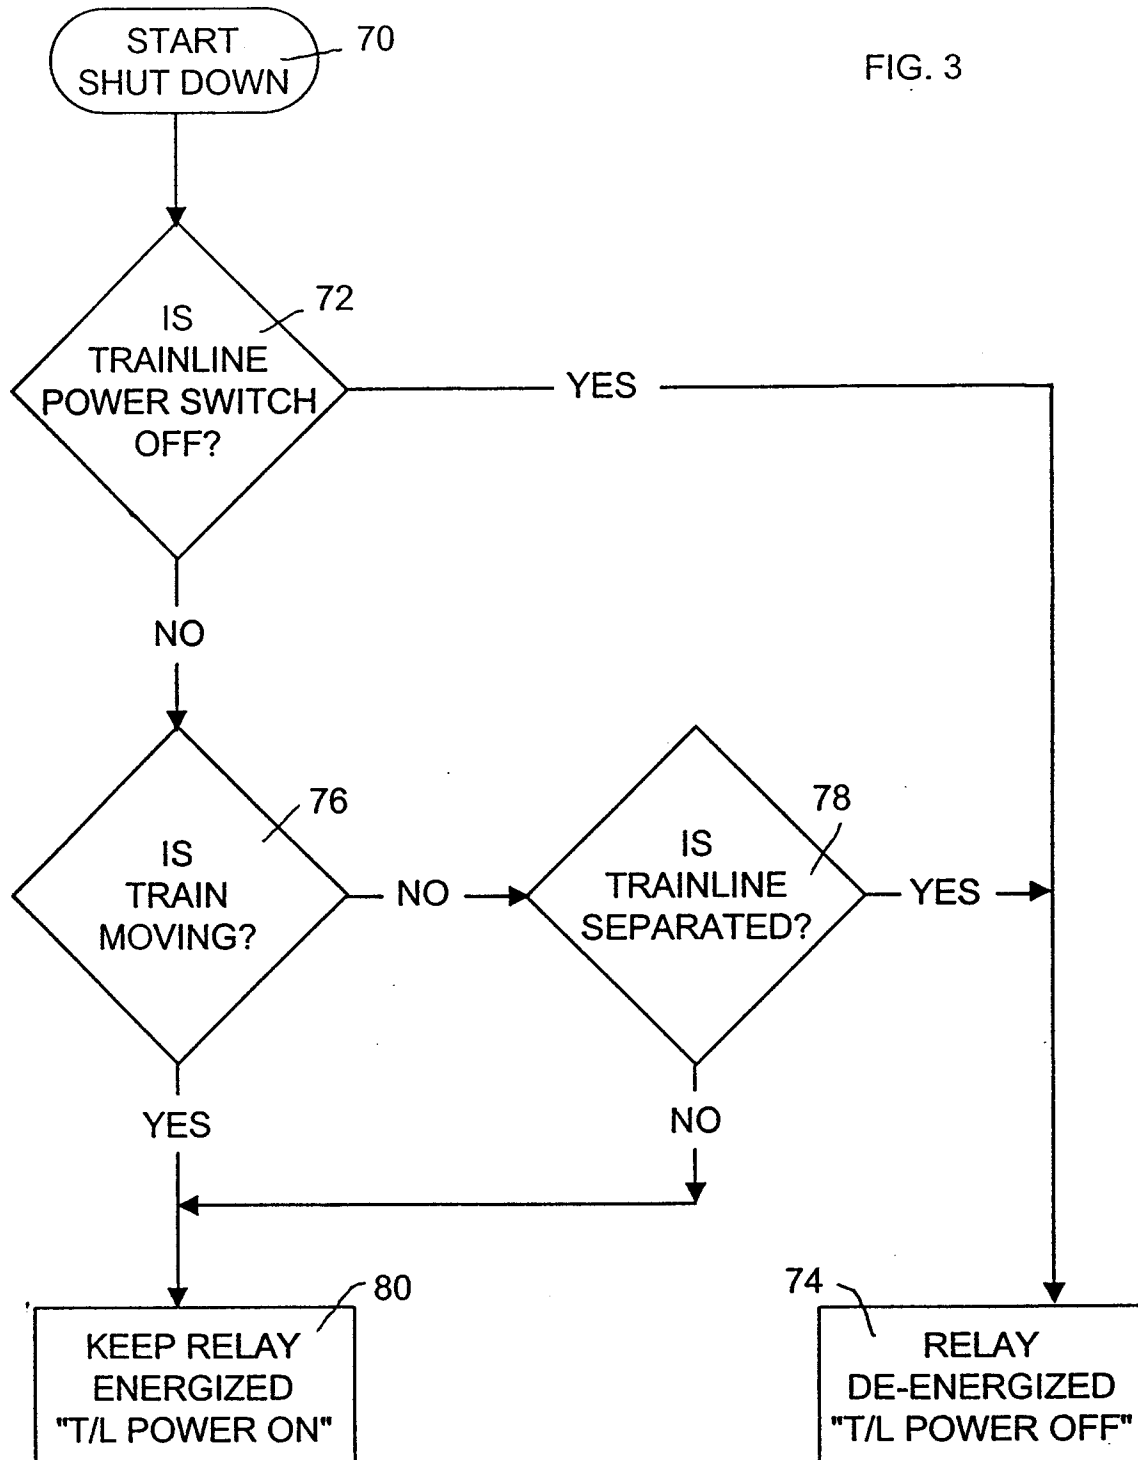 START
SHUT DOWN
70
FIG. 3
IS
TRAINLINE
POWER SWITCH
OFF?
72
YES
NO
IS
TRAIN
MOVING?
76
NO
IS
TRAINLINE
SEPARATED?
78
YES
YES
NO
KEEP RELAY
ENERGIZED
"T/L POWER ON"
80
RELAY
DE-ENERGIZED
"T/L POWER OFF"
74